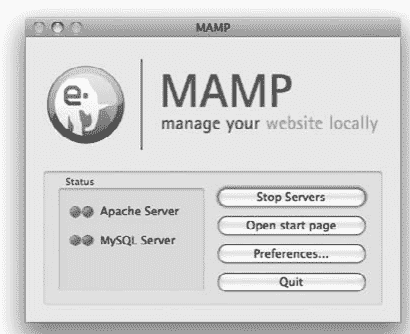 MAMP
e.
MAMP
manage your website locally
Status
Apache Server
MySQL Server
Stop Servers
Open start page
Preferences...
Quit